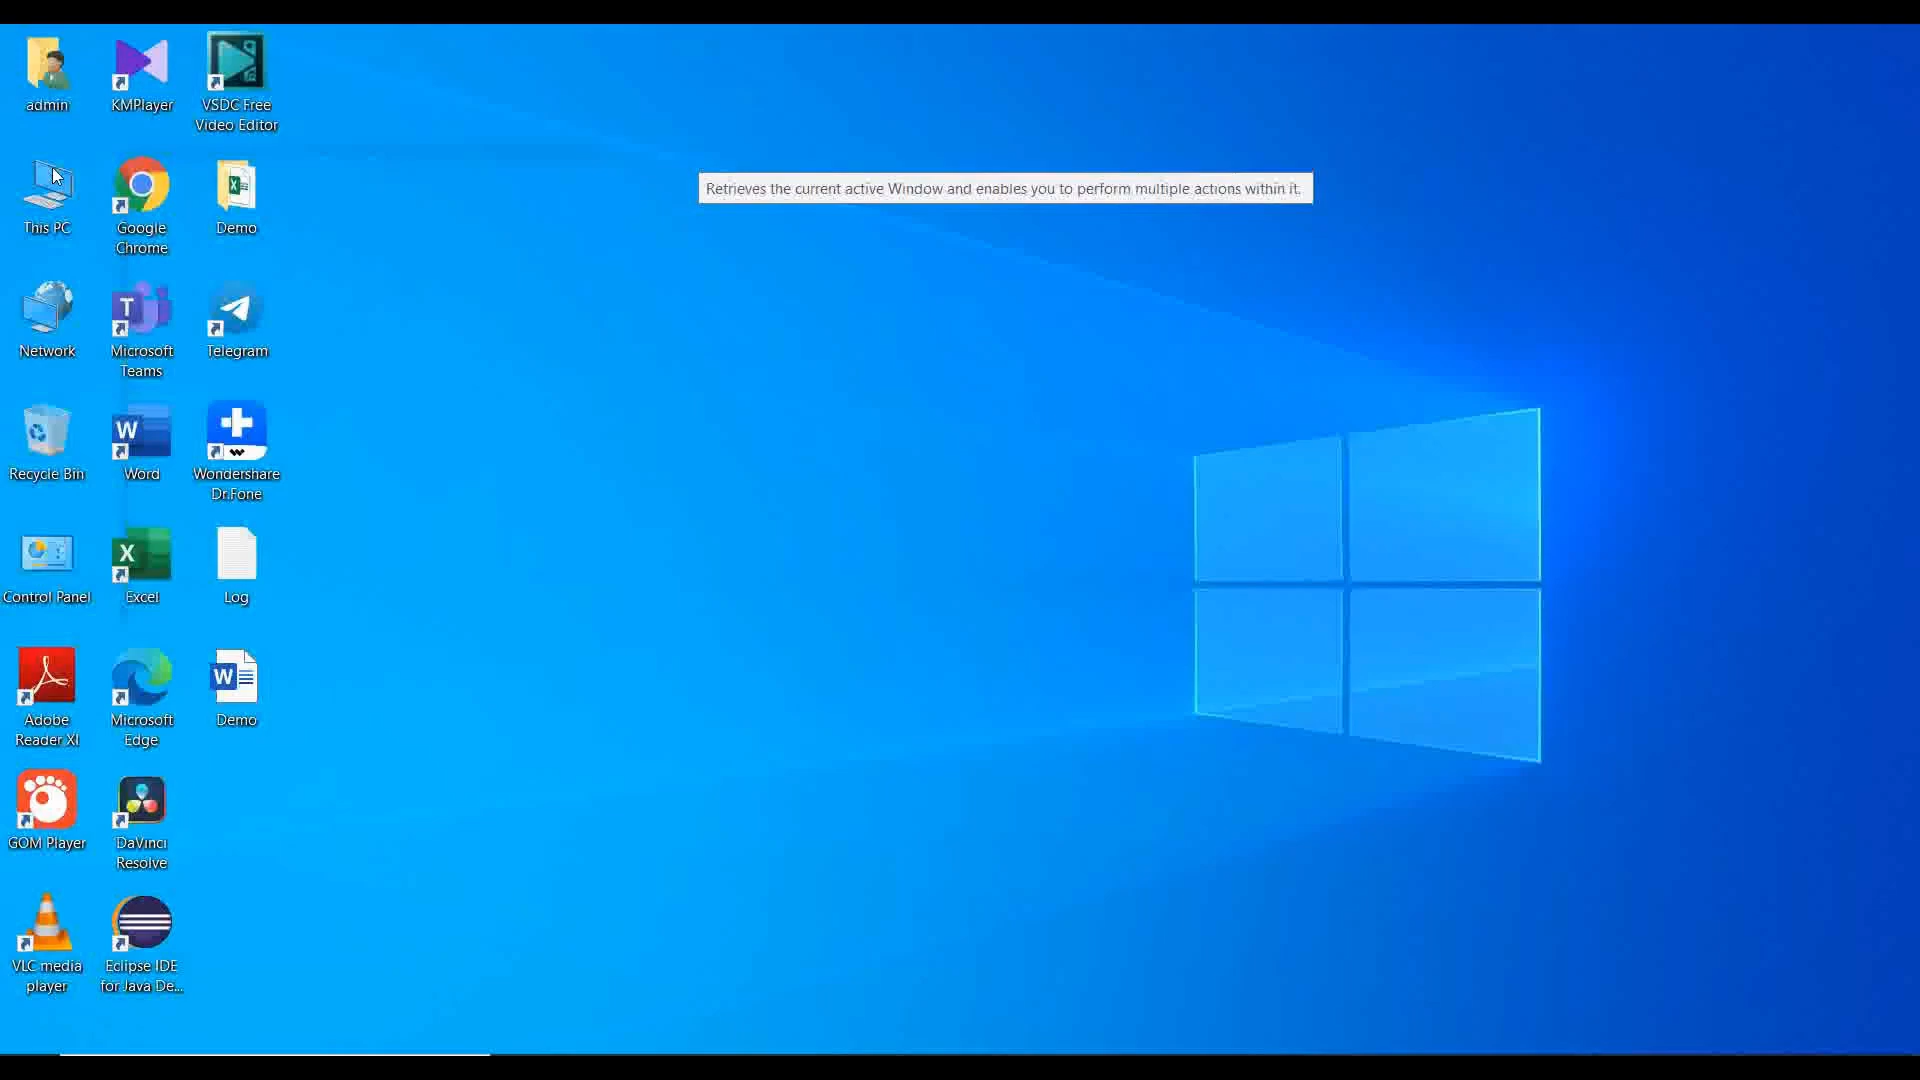 admin
KMPlayer
VSDC Free
Video Editor
This PC
Google
Chrome
Demo
Retrieves the current active Window and enables you to perform multiple actions within it.
Network
T
Microsoft
Teams
Telegram
Recycle Bin
W
Word
Wondershare
Dr.Fone
Control Panel
X
Excel
Log
Adobe
Reader XI
Microsoft
Edge
W
Demo
GOM Player
DaVinci
Resolve
VLC media
player
Eclipse IDE
for Java De...